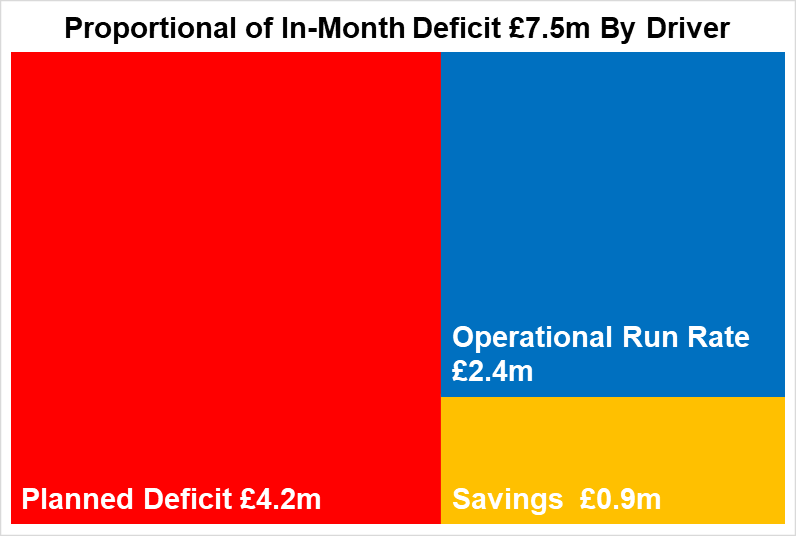 Proportional of In-Month Deficit £7.5m By Driver
Operational Run Rate
£2.4m
Planned Deficit £4.2m
Savings  £0.9m